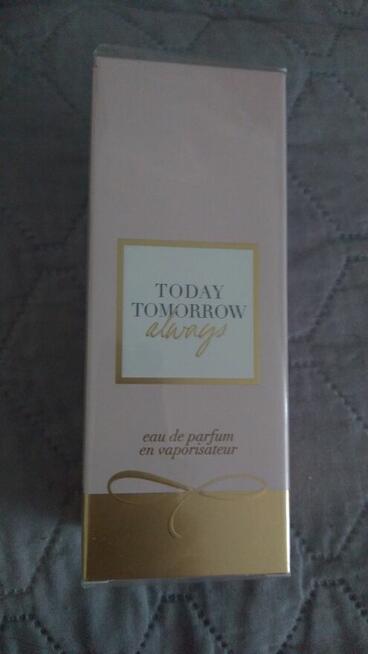 TODAY
TOMORROW
always
eau de parfum
en vaporisateur